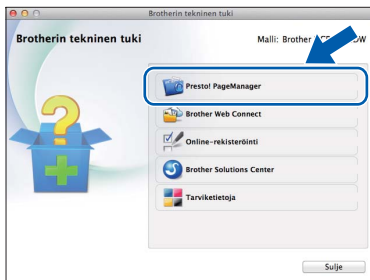 Brotherin tekninen tuki
Brotherin tekninen tuki
Malli: Brother
Presto! PageManager
Brother Web Connect
Online-rekisteröinti
Brother Solutions Center
Tarviketietoja
Sulje